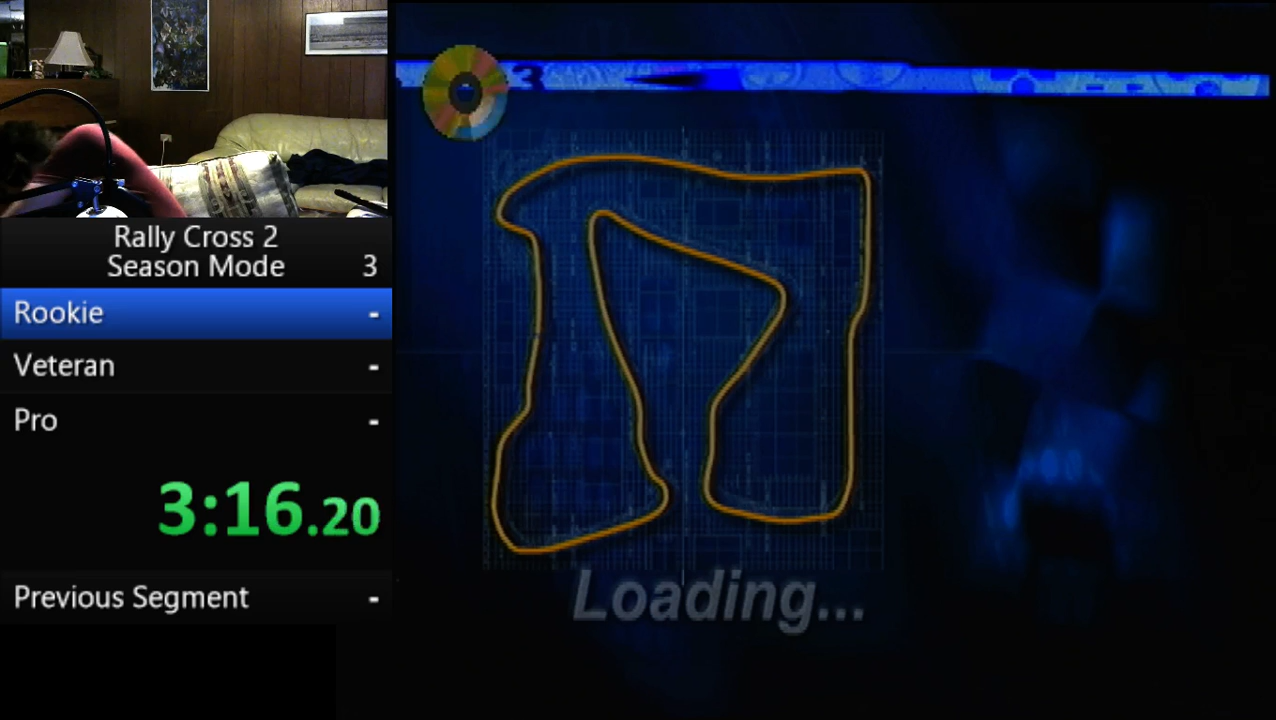 Rally Cross 2
Season Mode 3
Rookie -
Veteran -
Pro -
3:16.20
Previous Segment -
3
Loading...